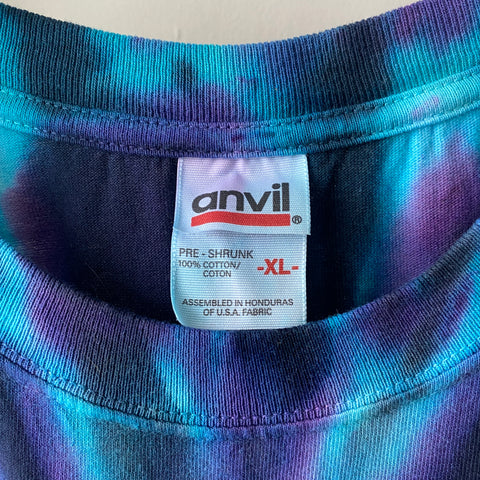 anvil
®
PRE - SHRUNK
100% COTTON/
COTON
-XL-
ASSEMBLED IN HONDURAS
OF U.S.A. FABRIC